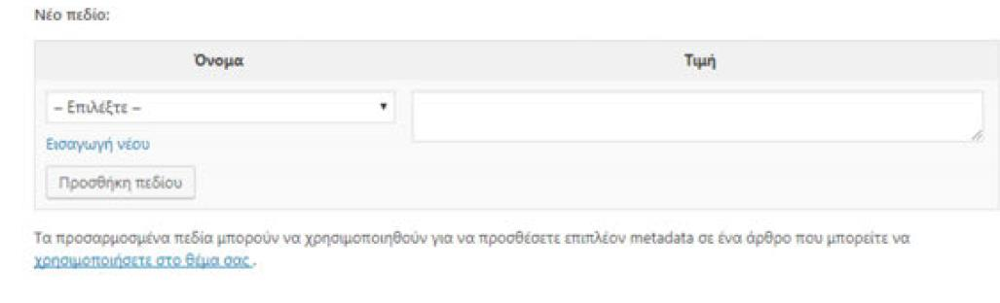 Νέο πεδίο:
Όνομα Τιμή
– Επιλέξτε –
Εισαγωγή νέου
Προσθήκη πεδίου
Τα προσαρμοσμένα πεδία μπορούν να χρησιμοποιηθούν για να προσθέσετε επιπλέον metadata σε ένα άρθρο που μπορείτε να
χρησιμοποιήσετε στο θέμα σας .